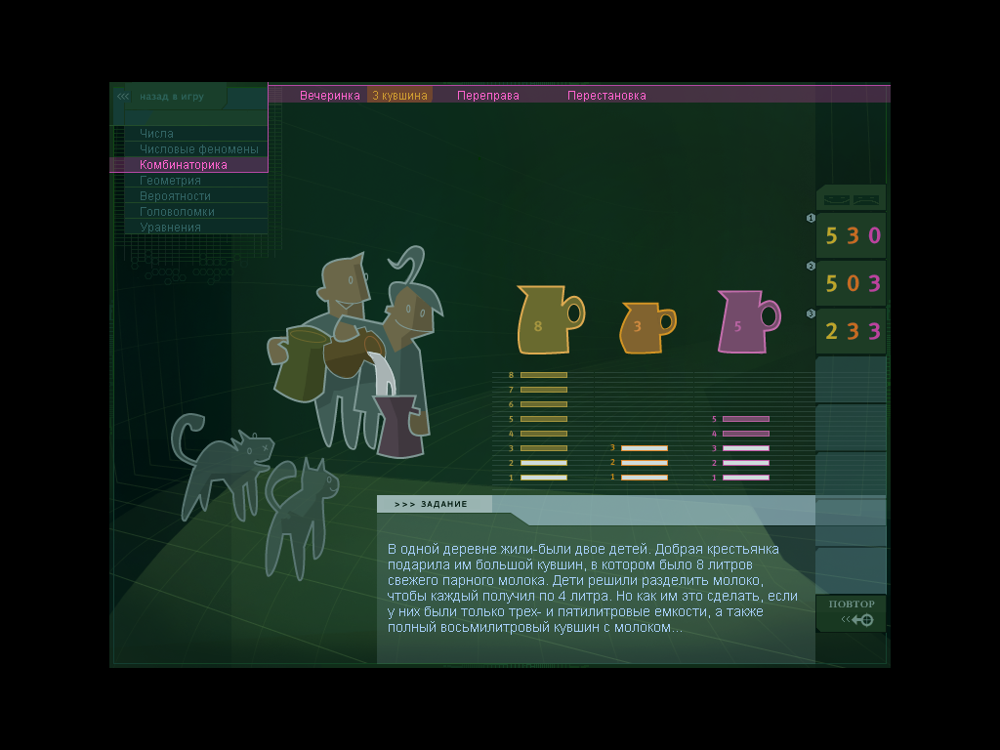 ‹‹‹ назад в игру
Вечеринка 3 кувшина Переправа Перестановка
Числа
Числовые феномены
Комбинаторика
Геометрия
Вероятности
Головоломки
Уравнения
1
5 3 0
2
5 0 3
3
2 3 3
8 3 5
8
7
6
5 5
4 4
3 3 3
2 2 2
1 1 1
>>> ЗАДАНИЕ
В одной деревне жили-были двое детей. Добрая крестьянка
подарила им большой кувшин, в котором было 8 литров
свежего парного молока. Дети решили разделить молоко,
чтобы каждый получил по 4 литра. Но как им это сделать, если
у них были только трех- и пятилитровые емкости, а также
полный восьмилитровый кувшин с молоком...
ПОВТОР